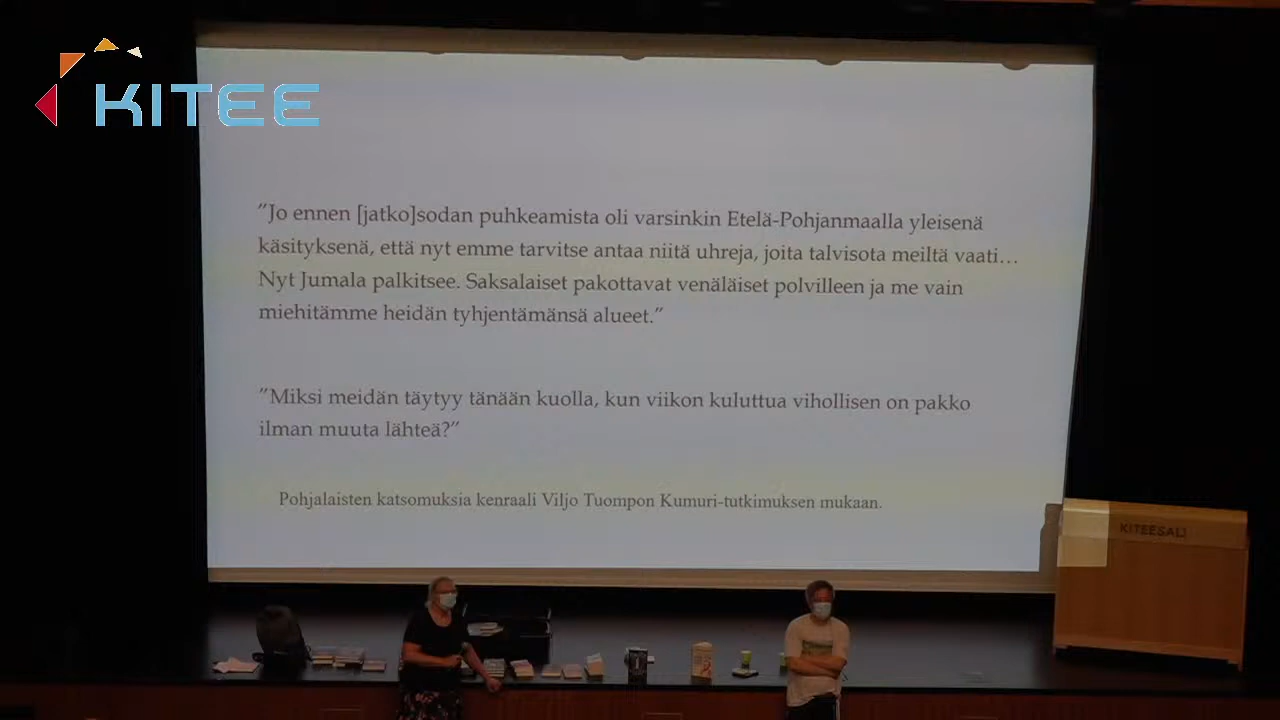 KITEE
”Jo ennen [jatko]sodan puhkeamista oli varsinkin Etelä-Pohjanmaalla yleisenä
käsityksenä, että nyt emme tarvitse antaa niitä uhreja, joita talvisota meiltä vaati…
Nyt Jumala palkitsee. Saksalaiset pakottavat venäläiset polvilleen ja me vain
miehitämme heidän tyhjentämänsä alueet.”
”Miksi meidän täytyy tänään kuolla, kun viikon kuluttua vihollisen on pakko
ilman muuta lähteä?”
Pohjalaisten katsomuksia kenraali Viljo Tuompon Kumuri-tutkimuksen mukaan.
KITEESALI